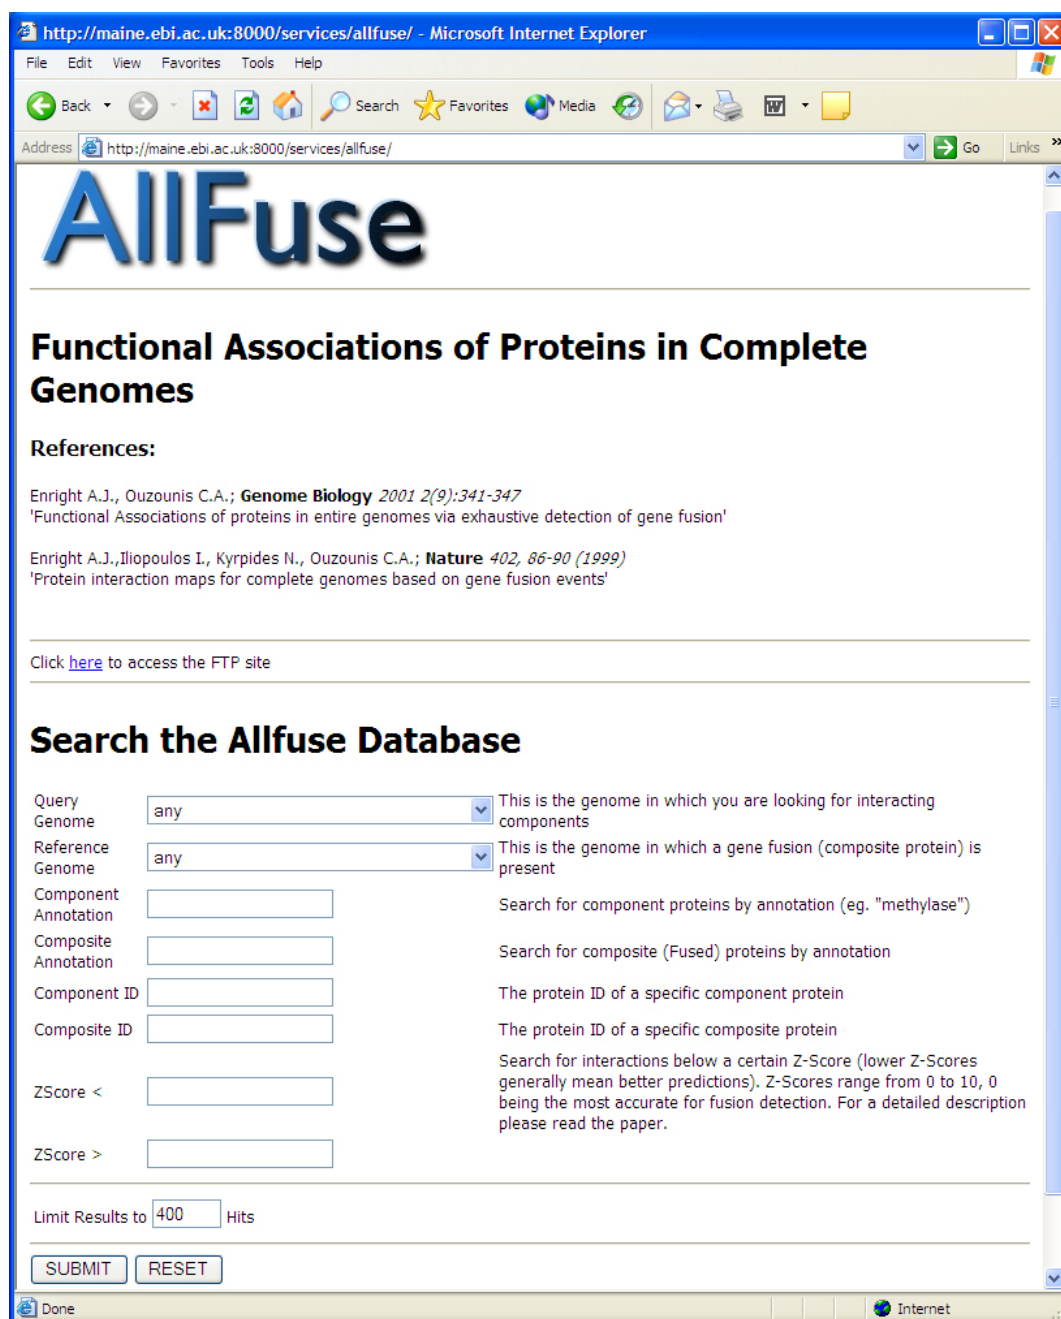 http://maine.ebi.ac.uk:8000/services/allfuse/ - Microsoft Internet Explorer
File Edit View Favorites Tools Help
Back Search Favorites Media
Address http://maine.ebi.ac.uk:8000/services/allfuse/ Go Links »
AllFuse
Functional Associations of Proteins in Complete
Genomes
References:
Enright A.J., Ouzounis C.A.; Genome Biology 2001 2(9):341-347
'Functional Associations of proteins in entire genomes via exhaustive detection of gene fusion'
Enright A.J.,Iliopoulos I., Kyrpides N., Ouzounis C.A.; Nature 402, 86-90 (1999)
'Protein interaction maps for complete genomes based on gene fusion events'
Click here to access the FTP site
Search the Allfuse Database
Query
Genome
any
This is the genome in which you are looking for interacting
components
Reference
Genome
any
This is the genome in which a gene fusion (composite protein) is
present
Component
Annotation
Search for component proteins by annotation (eg. "methylase")
Composite
Annotation
Search for composite (Fused) proteins by annotation
Component ID
The protein ID of a specific component protein
Composite ID
The protein ID of a specific composite protein
ZScore <
Search for interactions below a certain Z-Score (lower Z-Scores
generally mean better predictions). Z-Scores range from 0 to 10, 0
being the most accurate for fusion detection. For a detailed description
please read the paper.
ZScore >
Limit Results to 400 Hits
SUBMIT RESET
Done Internet